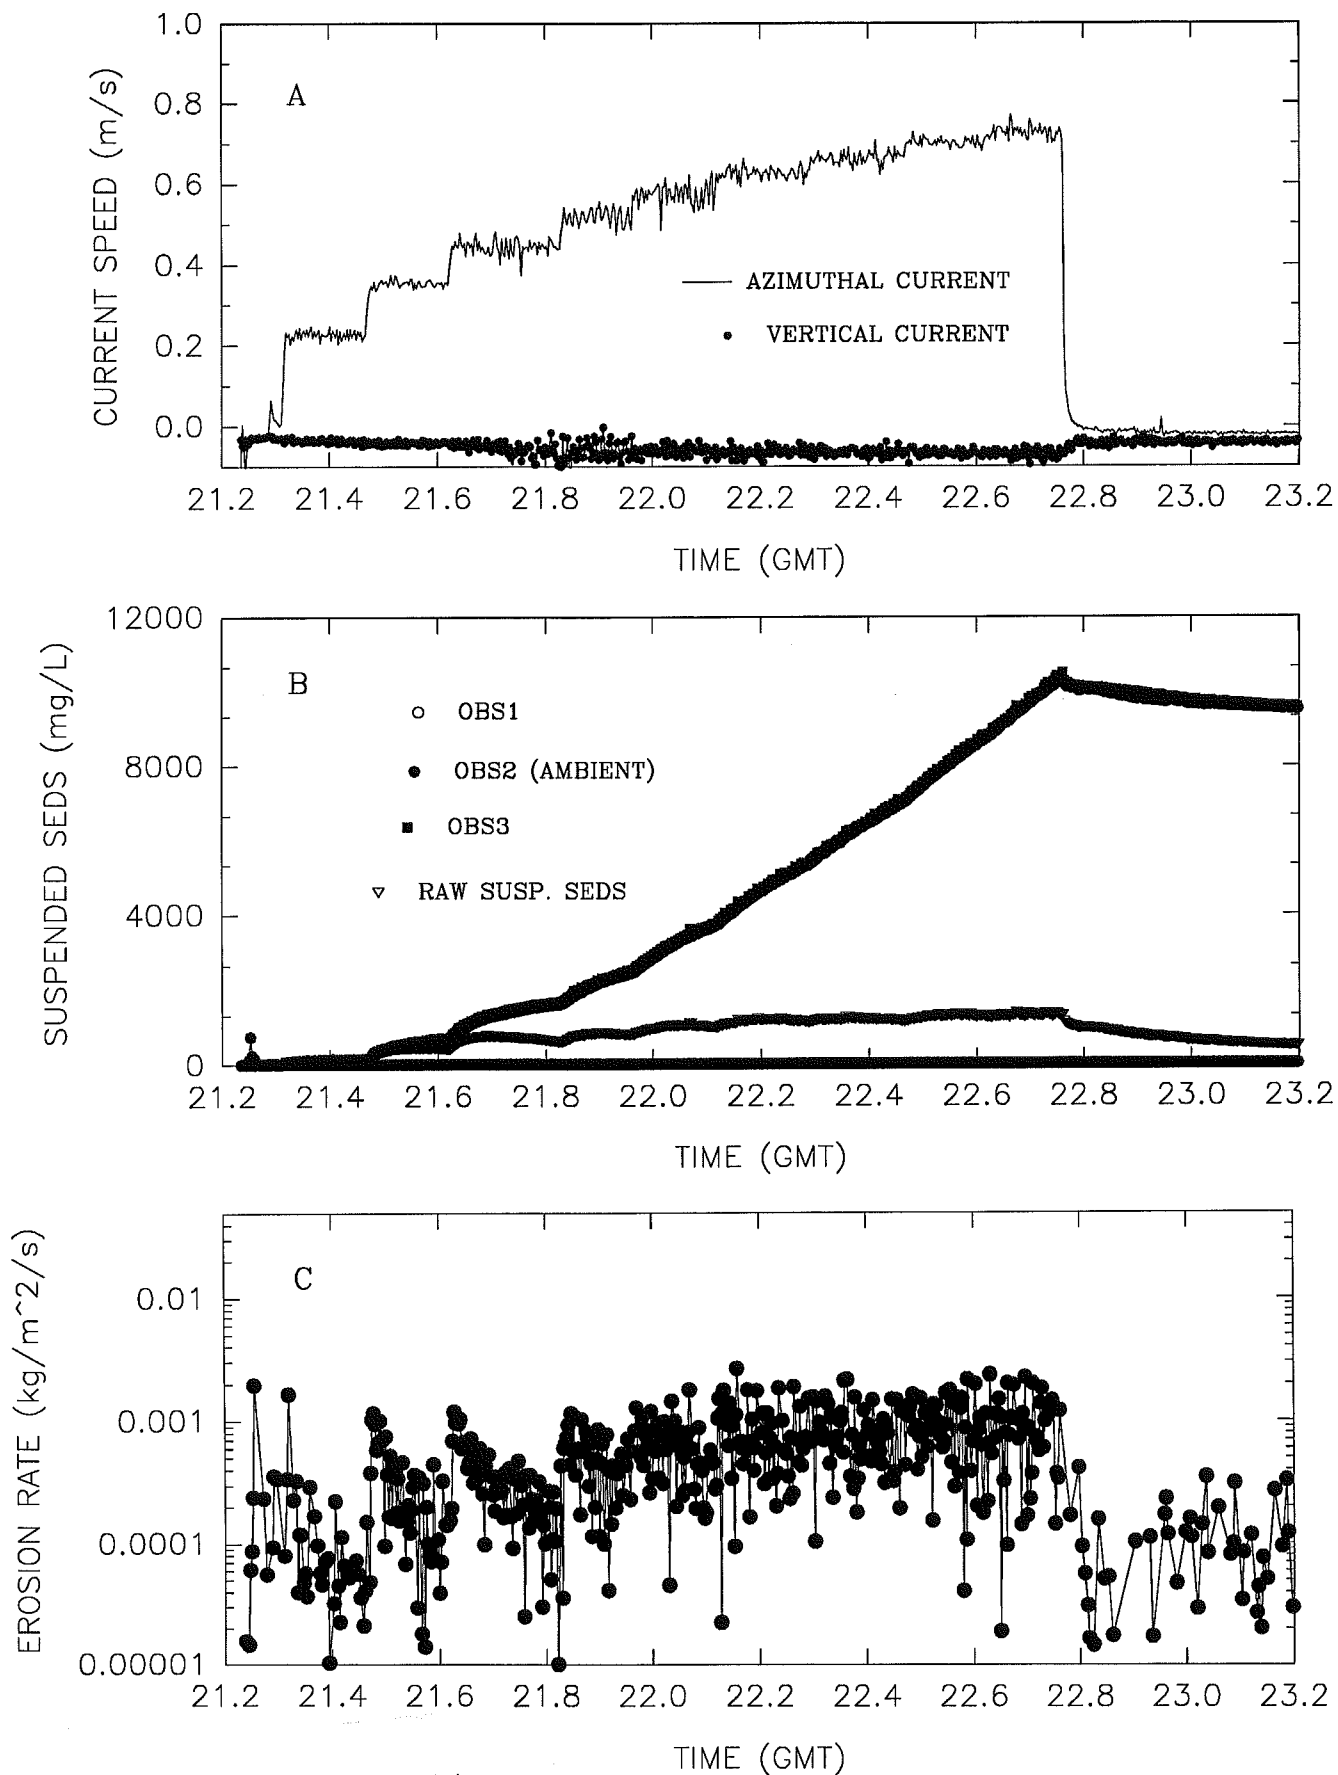 1.0
A
0.8
0.6
0.4
0.2
0.0
CURRENT SPEED (m/s)
AZIMUTHAL CURRENT
VERTICAL CURRENT
21.2 21.4 21.6 21.8 22.0 22.2 22.4 22.6 22.8 23.0 23.2
TIME (GMT)
12000
B
8000
4000
0
SUSPENDED SEDS (mg/L)
OBS1
OBS2 (AMBIENT)
OBS3
RAW SUSP. SEDS
21.2 21.4 21.6 21.8 22.0 22.2 22.4 22.6 22.8 23.0 23.2
TIME (GMT)
C
0.01
0.001
0.0001
0.00001
EROSION RATE (kg/m^2/s)
21.2 21.4 21.6 21.8 22.0 22.2 22.4 22.6 22.8 23.0 23.2
TIME (GMT)